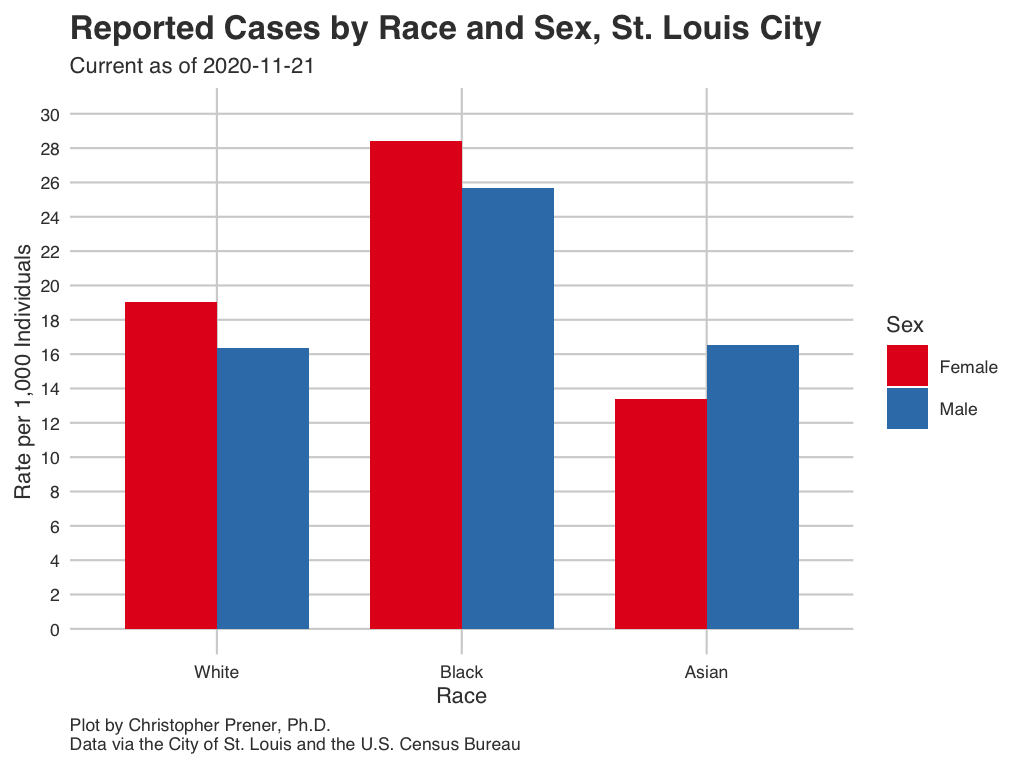 Reported Cases by Race and Sex, St. Louis City
Current as of 2020-11-21
Rate per 1,000 Individuals
30
28
26
24
22
20
18
16
14
12
10
8
6
4
2
0
White
Black
Asian
Race
Sex
Female
Male
Plot by Christopher Prener, Ph.D.
Data via the City of St. Louis and the U.S. Census Bureau